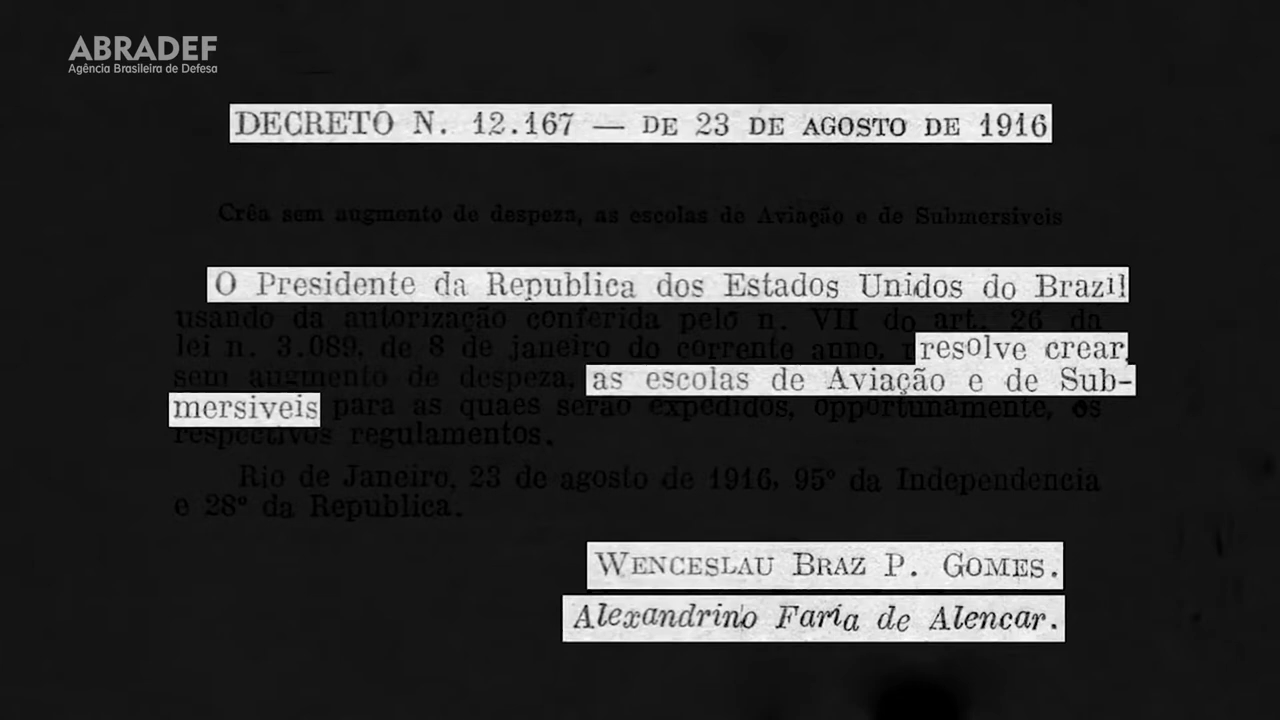 ABRADEF
Agência Brasileira de Defesa
DECRETO N. 12.167 — DE 23 DE AGOSTO DE 1916
Crêa sem augmento de despeza, as escolas de Aviação e de Submersiveis
O Presidente da Republica dos Estados Unidos do Brazil
usando da autorização conferida pelo n. VII do art. 26 da
lei n. 3.089, de 8 de janeiro do corrente anno, resolve crear,
sem augmento de despeza, as escolas de Aviação e de Sub-
mersiveis para as quaes serão expedidos, opportunamente, os
respectivos regulamentos.
Rio de Janeiro, 23 de agosto de 1916, 95º da Independencia
e 28º da Republica.
WENCESLAU BRAZ P. GOMES.
Alexandrino Faria de Alencar.